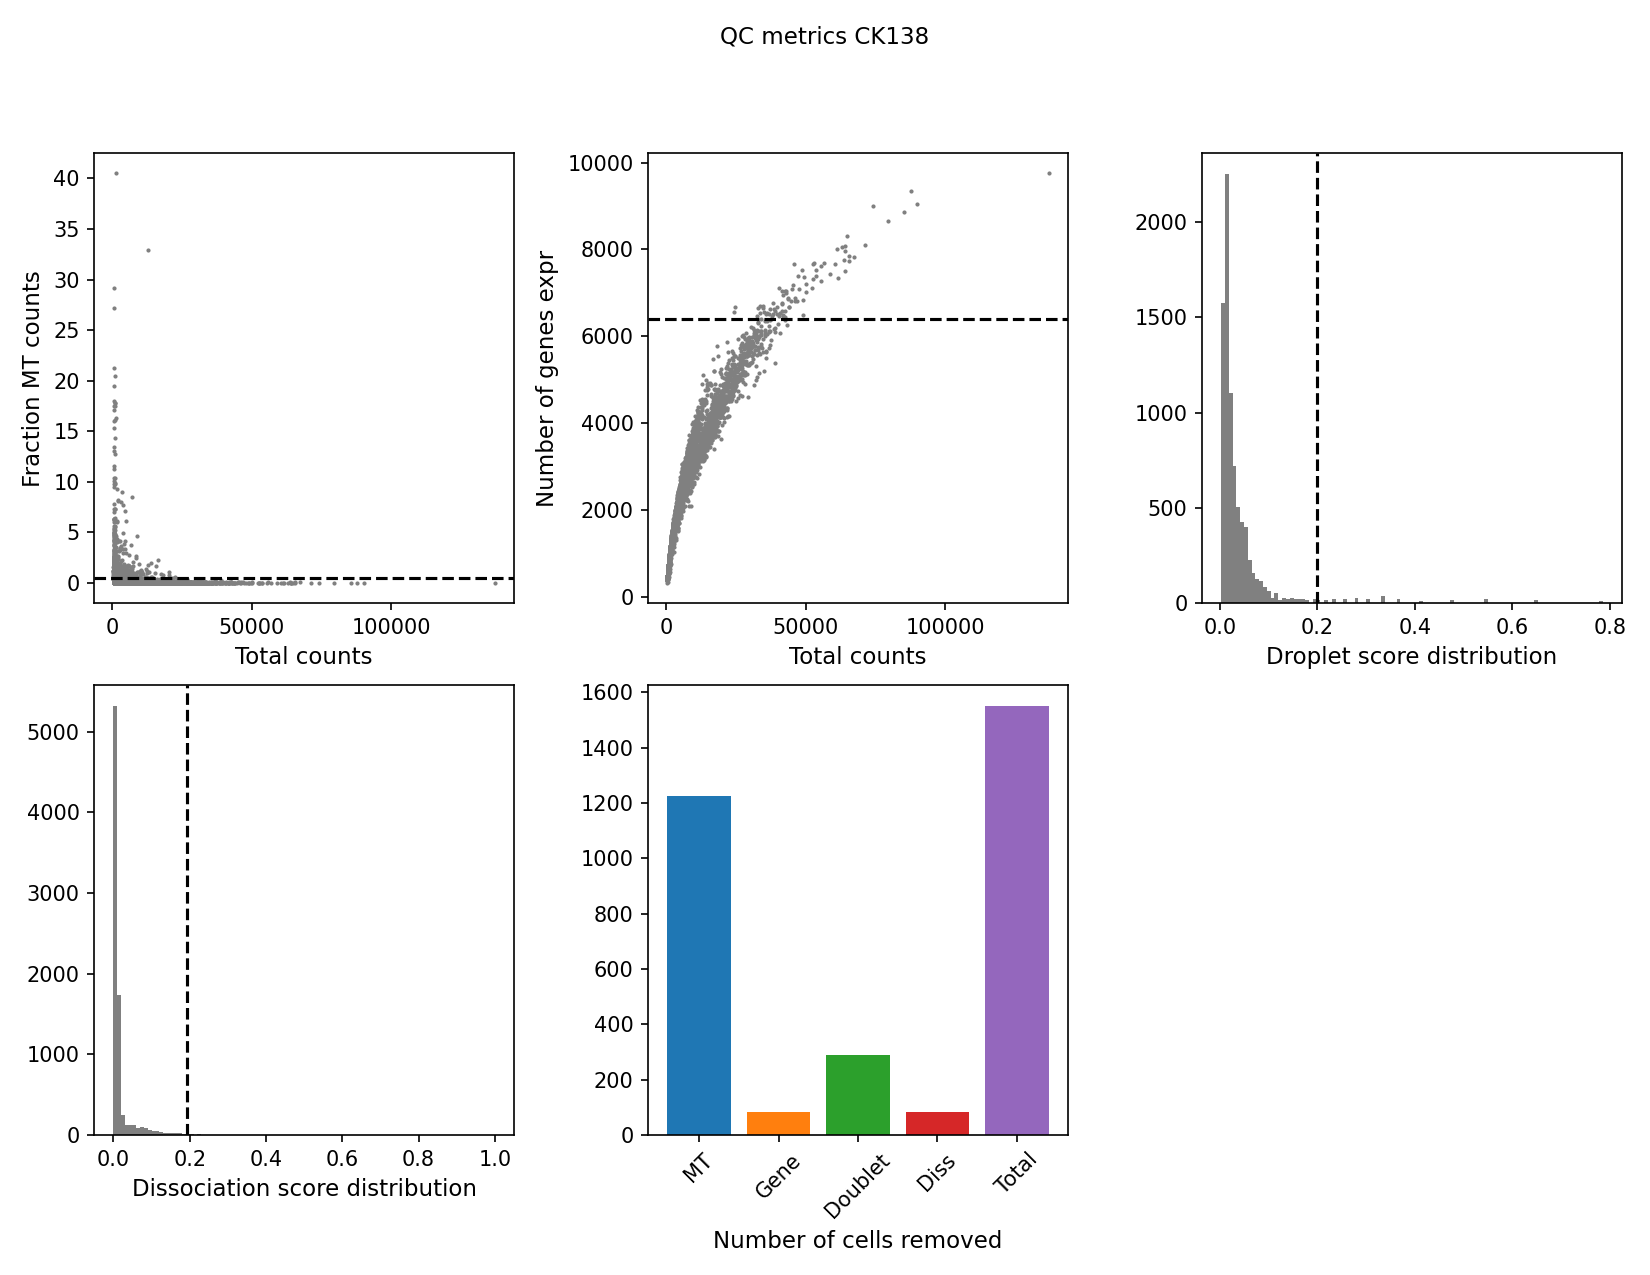 QC metrics CK138
40
35
30
25
20
15
10
5
0
Fraction MT counts
0 50000 100000
Total counts
10000
8000
6000
4000
2000
0
Number of genes expr
0 50000 100000
Total counts
2000
1500
1000
500
0
0.0 0.2 0.4 0.6 0.8
Droplet score distribution
5000
4000
3000
2000
1000
0
0.0 0.2 0.4 0.6 0.8 1.0
Dissociation score distribution
1600
1400
1200
1000
800
600
400
200
0
MT Gene Doublet Diss Total
Number of cells removed